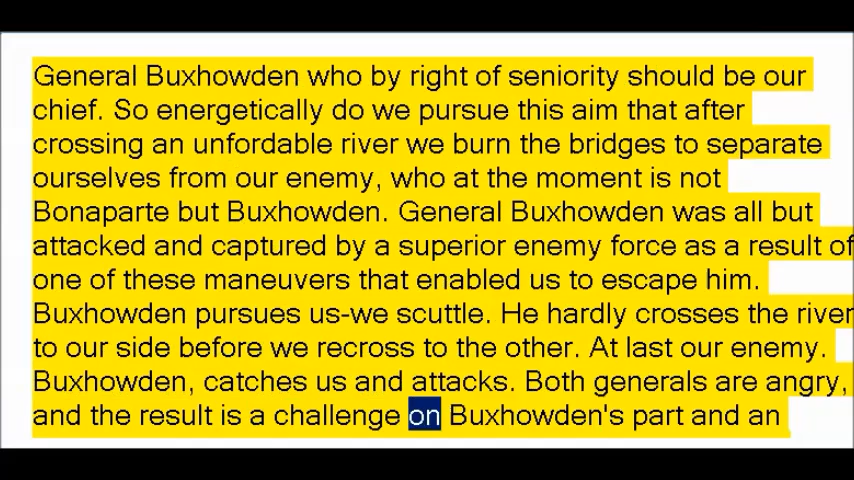 General Buxhowden who by right of seniority should be our
chief. So energetically do we pursue this aim that after
crossing an unfordable river we burn the bridges to separate
ourselves from our enemy, who at the moment is not
Bonaparte but Buxhowden. General Buxhowden was all but
attacked and captured by a superior enemy force as a result of
one of these maneuvers that enabled us to escape him.
Buxhowden pursues us-we scuttle. He hardly crosses the river
to our side before we recross to the other. At last our enemy.
Buxhowden, catches us and attacks. Both generals are angry,
and the result is a challenge on Buxhowden's part and an